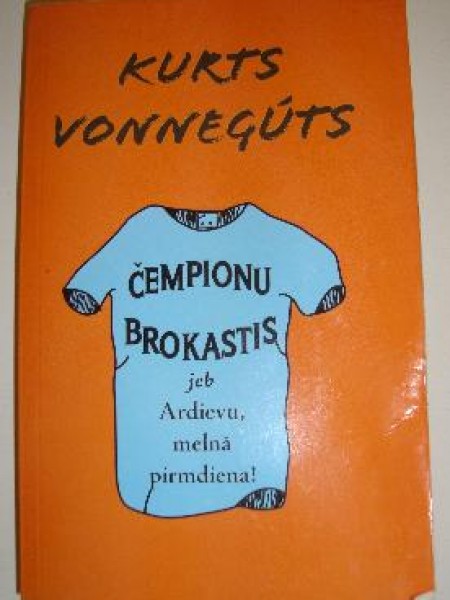 KURTS
VONNEGŪTS
ČEMPIONU
BROKASTIS
jeb
Ardievu,
melnā
pirmdiena!